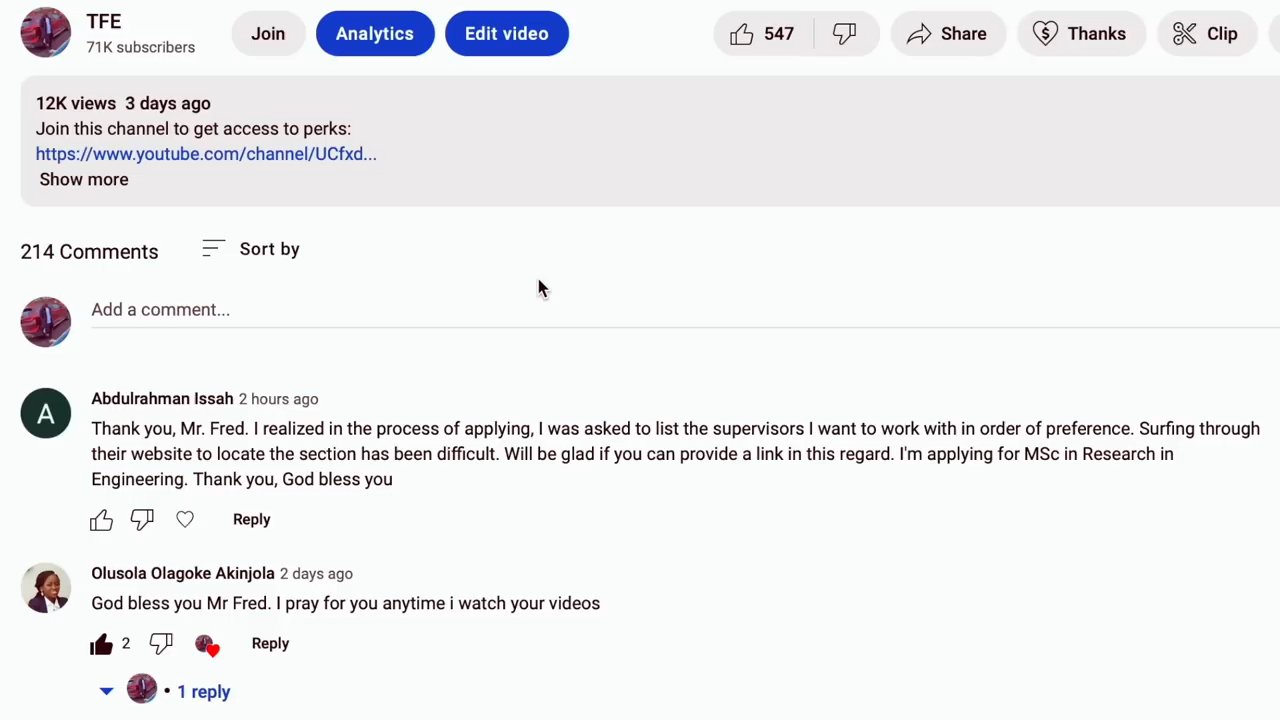 TFE
71K subscribers
Join
Analytics
Edit video
547
Share
Thanks
Clip
12K views 3 days ago
Join this channel to get access to perks:
https://www.youtube.com/channel/UCfxd...
Show more
214 Comments
Sort by
Add a comment...
A
Abdulrahman Issah 2 hours ago
Thank you, Mr. Fred. I realized in the process of applying, I was asked to list the supervisors I want to work with in order of preference. Surfing through
their website to locate the section has been difficult. Will be glad if you can provide a link in this regard. I'm applying for MSc in Research in
Engineering. Thank you, God bless you
Reply
Olusola Olagoke Akinjola 2 days ago
God bless you Mr Fred. I pray for you anytime i watch your videos
2
Reply
• 1 reply